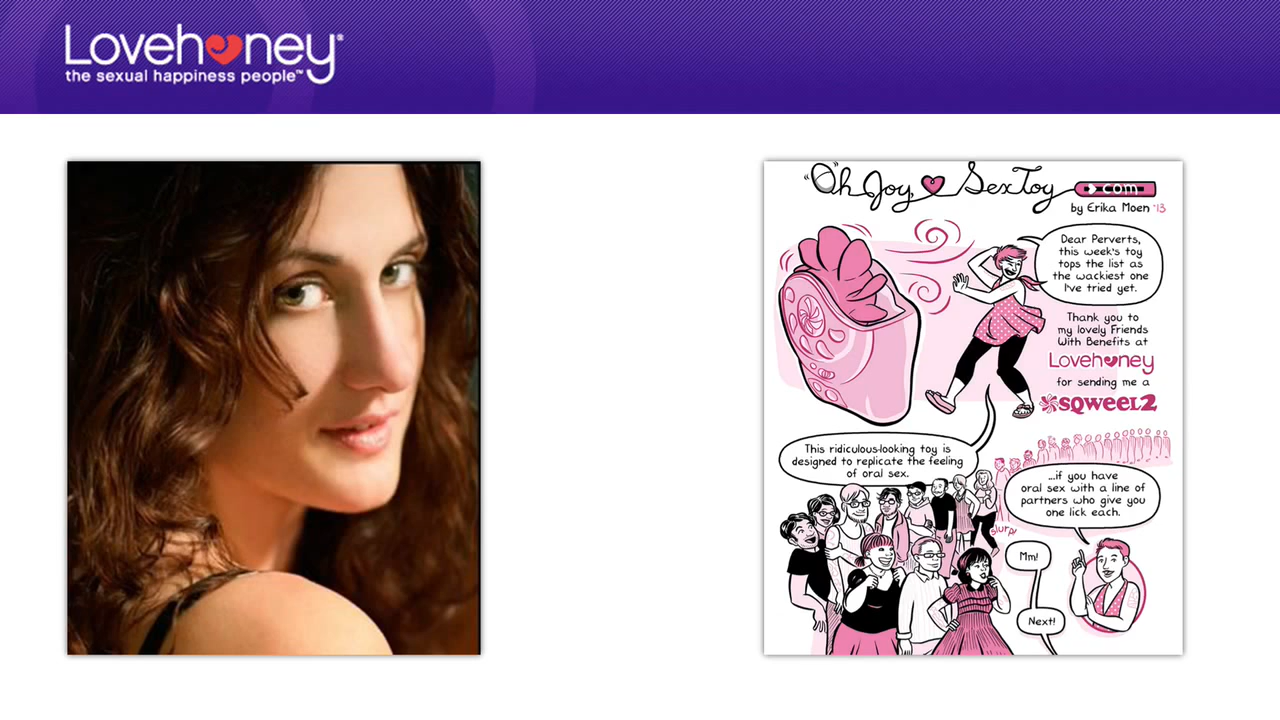 Lovehoney®
the sexual happiness people™
"Oh Joy, Sex Toy
.com
by Erika Moen '13
Dear Perverts,
this week's toy
tops the list as
the wackiest one
I've tried yet.
Thank you to
my lovely Friends
With Benefits at
Lovehoney
for sending me a
SQWEEL2
This ridiculous-looking toy is
designed to replicate the feeling
of oral sex.
...if you have
oral sex with a line of
partners who give you
one lick each.
slurp!
Mm!
Next!